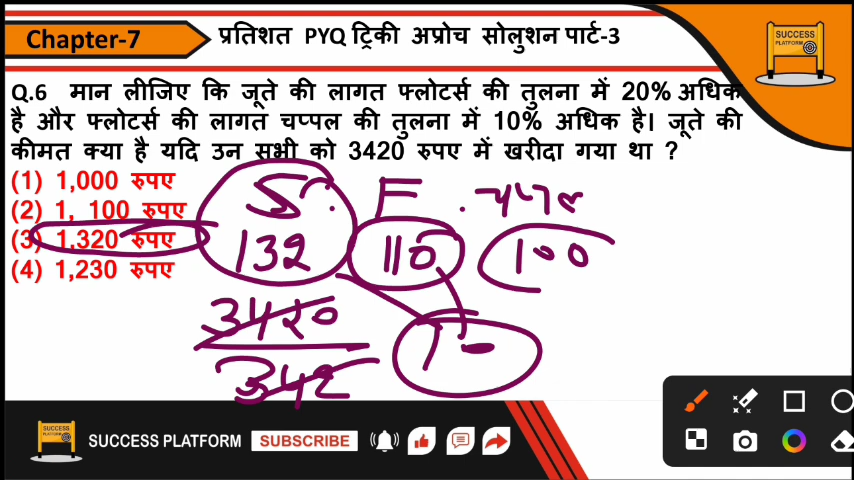 Chapter-7
प्रतिशत PYQ ट्रिकी अप्रोच सोलुशन पार्ट-3
SUCCESS
PLATFORM
Q.6 मान लीजिए कि जूते की लागत फ्लोटर्स की तुलना में 20% अधिक
है और फ्लोटर्स की लागत चप्पल की तुलना में 10% अधिक है। जूते की
कीमत क्या है यदि उन सभी को 3420 रुपए में खरीदा गया था ?
(1) 1,000 रुपए
(2) 1, 100 रुपए
(3) 1,320 रुपए
(4) 1,230 रुपए
S F
132 110 100
3420
342
10
SUCCESS
PLATFORM
SUCCESS PLATFORM
SUBSCRIBE